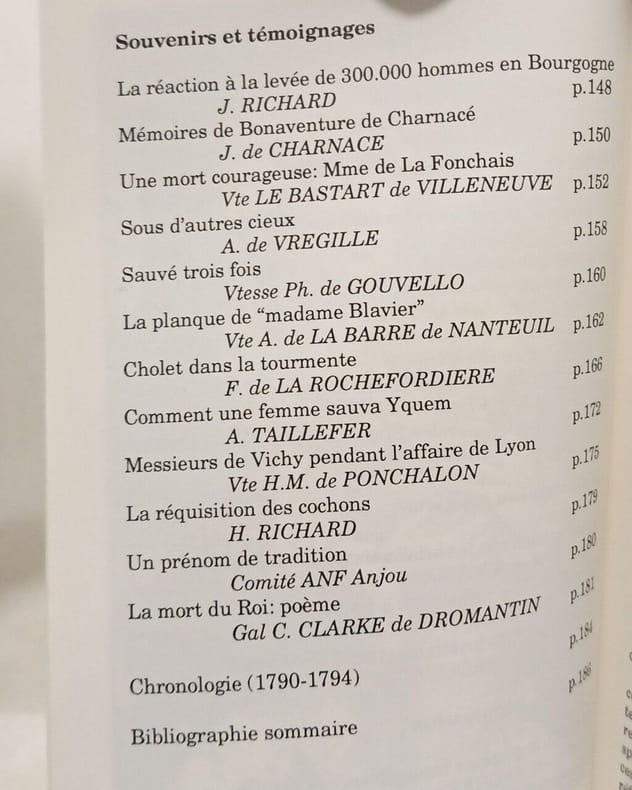 Souvenirs et témoignages
La réaction à la levée de 300.000 hommes en Bourgogne
J. RICHARD p.148
Mémoires de Bonaventure de Charnacé
J. de CHARNACE p.150
Une mort courageuse: Mme de La Fonchais
Vte LE BASTART de VILLENEUVE p.152
Sous d'autres cieux
A. de VREGILLE p.158
Sauvé trois fois
Vtesse Ph. de GOUVELLO p.160
La planque de “madame Blavier”
Vte A. de LA BARRE de NANTEUIL p.162
Cholet dans la tourmente
F. de LA ROCHEFORDIERE p.166
Comment une femme sauva Yquem
A. TAILLEFER p.172
Messieurs de Vichy pendant l'affaire de Lyon
Vte H.M. de PONCHALON p.175
La réquisition des cochons
H. RICHARD p.179
Un prénom de tradition
Comité ANF Anjou p.180
La mort du Roi: poème
Gal C. CLARKE de DROMANTIN p.181
Chronologie (1790-1794) p.184
Bibliographie sommaire p.186